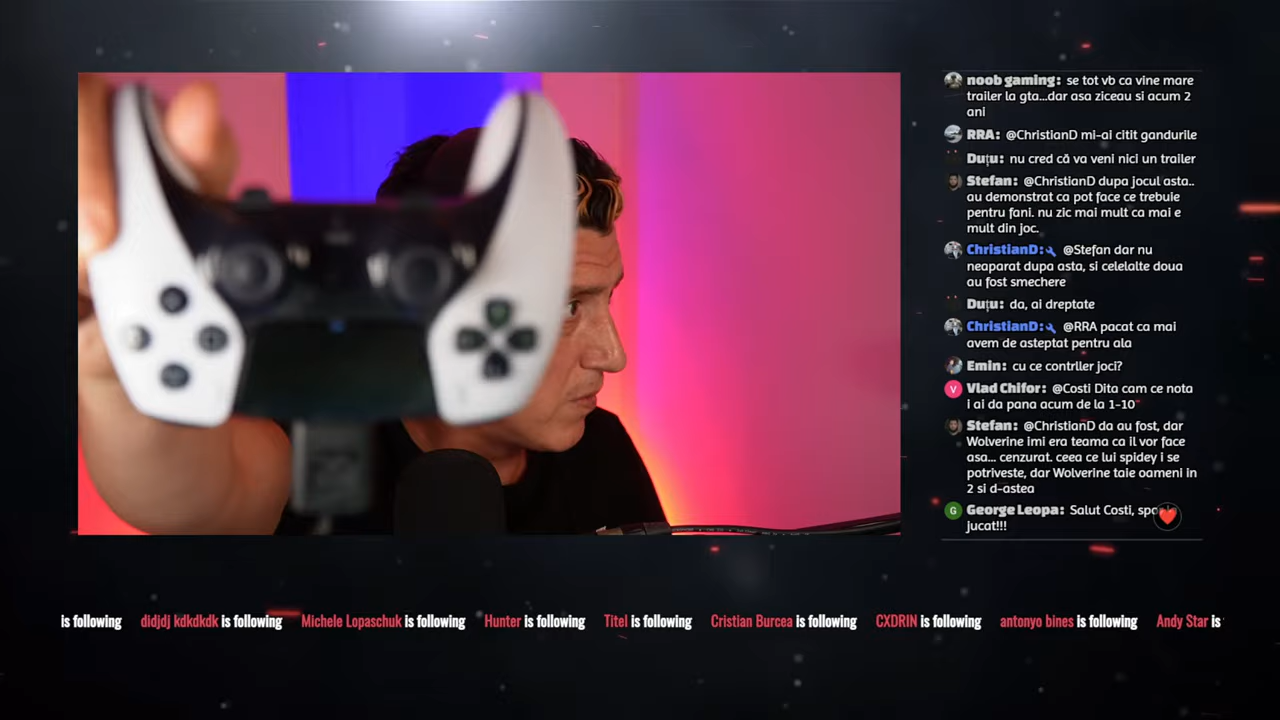 noob gaming: se tot vb ca vine mare
trailer la gta...dar asa ziceau si acum 2
ani
RRA: @ChristianD mi-ai citit gandurile
Duțu: nu cred că va veni nici un trailer
Stefan: @ChristianD dupa jocul asta..
au demonstrat ca pot face ce trebuie
pentru fani. nu zic mai mult ca mai e
mult din joc.
ChristianD: @Stefan dar nu
neaparat dupa asta, si celelalte doua
au fost smechere
Duțu: da, ai dreptate
ChristianD: @RRA pacat ca mai
avem de asteptat pentru ala
Emin: cu ce contrller joci?
V Vlad Chifor: @Costi Dita cam ce nota
i ai da pana acum de la 1-10
Stefan: @ChristianD da au fost, dar
Wolverine imi era teama ca il vor face
asa... cenzurat. ceea ce lui spidey i se
potriveste, dar Wolverine taie oameni in
2 si d-astea
G George Leopa: Salut Costi,
jucat!!!
is following didjdj kdkdkdk is following Michele Lopaschuk is following Hunter is following Titel is following Cristian Burcea is following CXDRIN is following antonyo bines is following Andy Star is